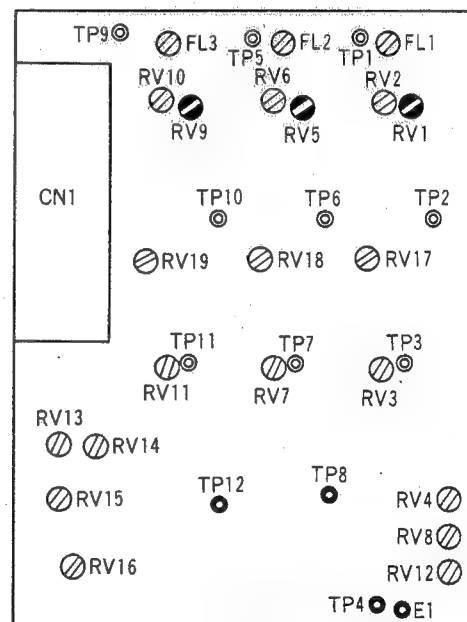 TP9
FL3
TP5
FL2
TP1
FL1
RV10
RV6
RV2
RV9
RV5
RV1
CN1
TP10
TP6
TP2
RV19
RV18
RV17
TP11
TP7
TP3
RV11
RV7
RV3
RV13
RV14
RV15
TP12
TP8
RV4
RV8
RV16
RV12
TP4
E1